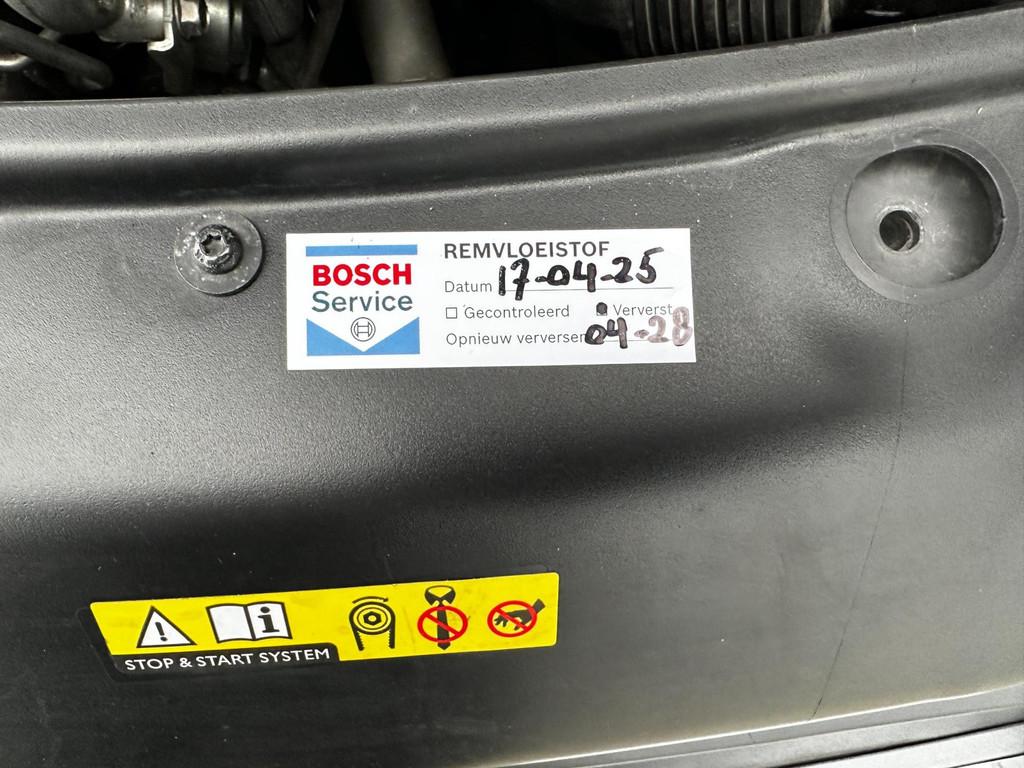 BOSCH
Service
REMVLOEISTOF
Datum 17-04-25
Gecontroleerd Ververst
Opnieuw verversen 04-28
STOP & START SYSTEM